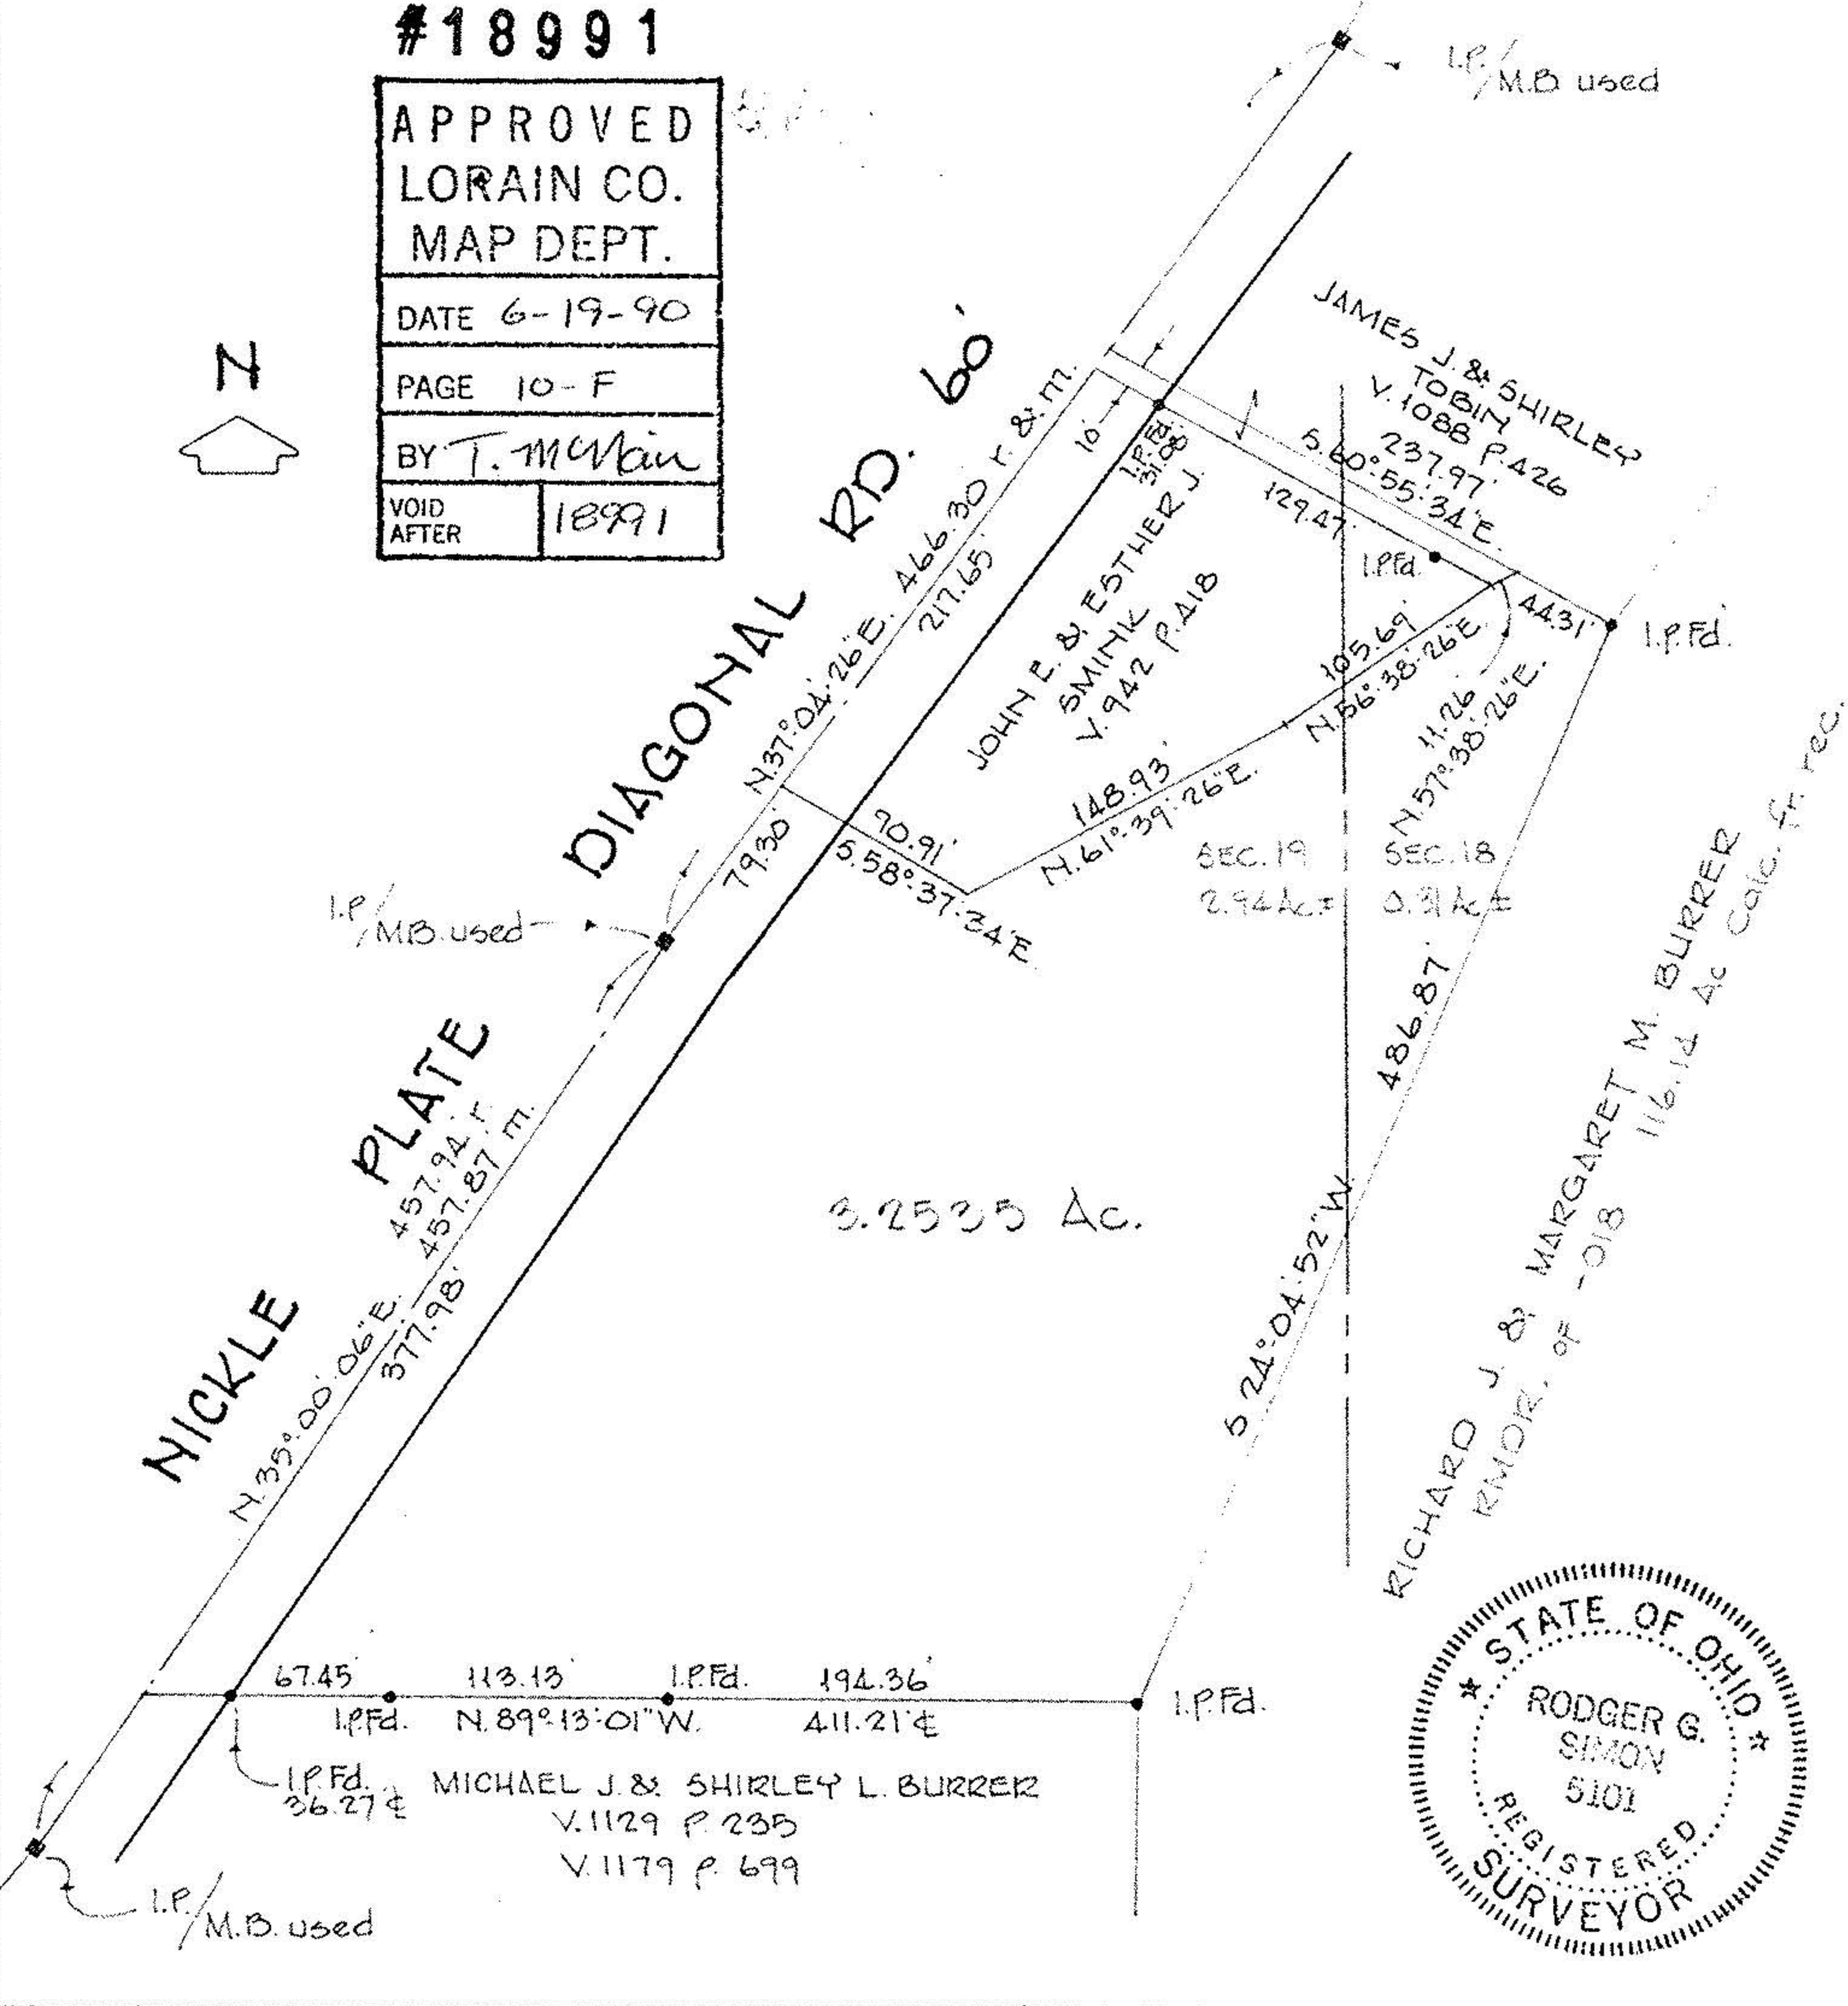 #18991
APPROVED
LORAIN CO.
MAP DEPT.
DATE 6-19-90
PAGE 10-F
BY
VOID AFTER 18991
N
I.P./M.B used
NICKLE PLATE DIAGONAL RD. 60'
JAMES J. & SHIRLEY
TOBIN
V.1088 P.426
237.97'
S.60°55'34"E.
129.47'
10'
I.P.Fd.
31.08
I.P.Fd.
44.31'
I.P.Fd.
N.37°04'26"E. 466.30 r. & m.
217.65'
JOHN E. & ESTHER J.
SMINK
V.942 P.418
105.69'
N.56°38'26"E.
11.26'
N.57°38'26"E.
148.93'
N.61°39'26"E.
90.91'
S.58°37'34"E.
79.30'
SEC.19
2.94 Ac±
SEC.18
0.31 Ac±
I.P./M.B. used
457.94' r.
457.87' m.
N.35°00'06"E.
377.98'
3.2535 Ac.
486.87'
S 24°04'52"W.
RICHARD J. & MARGARET M. BURRER
RMDR. OF -018 116.14 Ac calc. fr. rec.
67.45' 113.13' I.P.Fd. 194.36'
I.P.Fd. N.89°13'01"W. 411.21'℄
I.P.Fd.
I.P.Fd.
36.27 ℄
MICHAEL J. & SHIRLEY L. BURRER
V.1129 P.235
V.1179 P.699
I.P./M.B. used
STATE OF OHIO
RODGER G.
SIMON
5101
REGISTERED
SURVEYOR